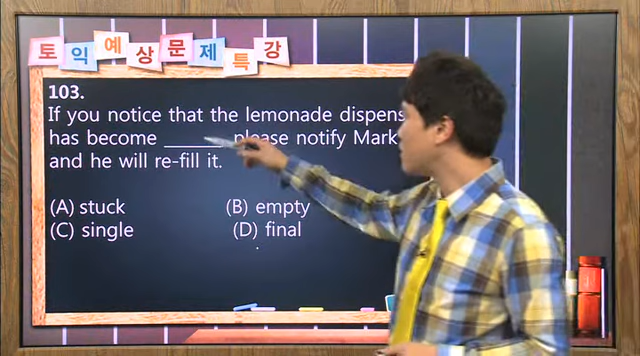 토익예상문제특강
103.
If you notice that the lemonade dispens
has become ______ please notify Mark
and he will re-fill it.
(A) stuck (B) empty
(C) single (D) final